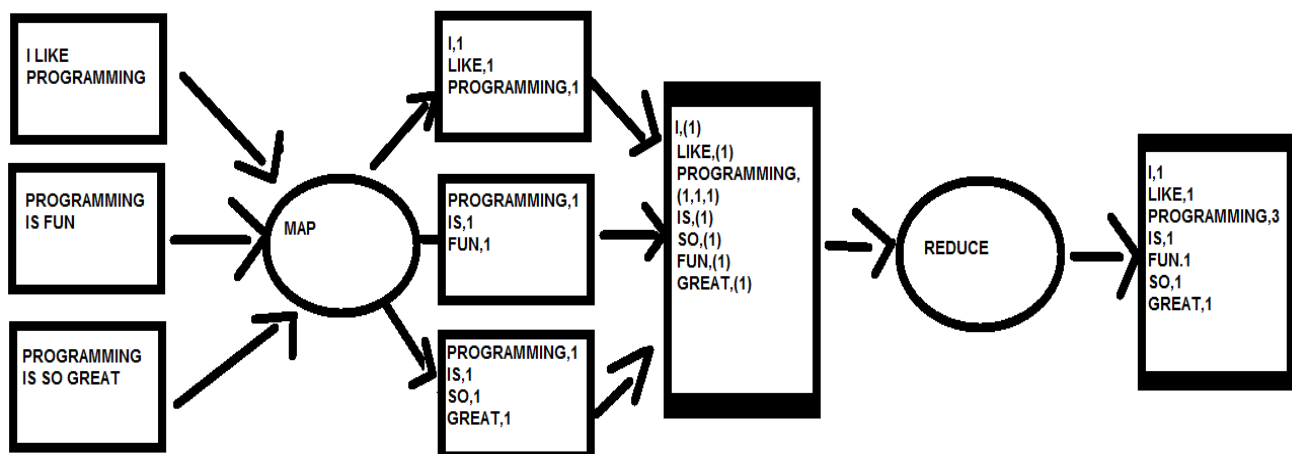 I LIKE
PROGRAMMING
PROGRAMMING
IS FUN
PROGRAMMING
IS SO GREAT
MAP
I,1
LIKE,1
PROGRAMMING,1
PROGRAMMING,1
IS,1
FUN,1
PROGRAMMING,1
IS,1
SO,1
GREAT,1
I,(1)
LIKE,(1)
PROGRAMMING,
(1,1,1)
IS,(1)
SO,(1)
FUN,(1)
GREAT,(1)
REDUCE
I,1
LIKE,1
PROGRAMMING,3
IS,1
FUN.1
SO,1
GREAT,1